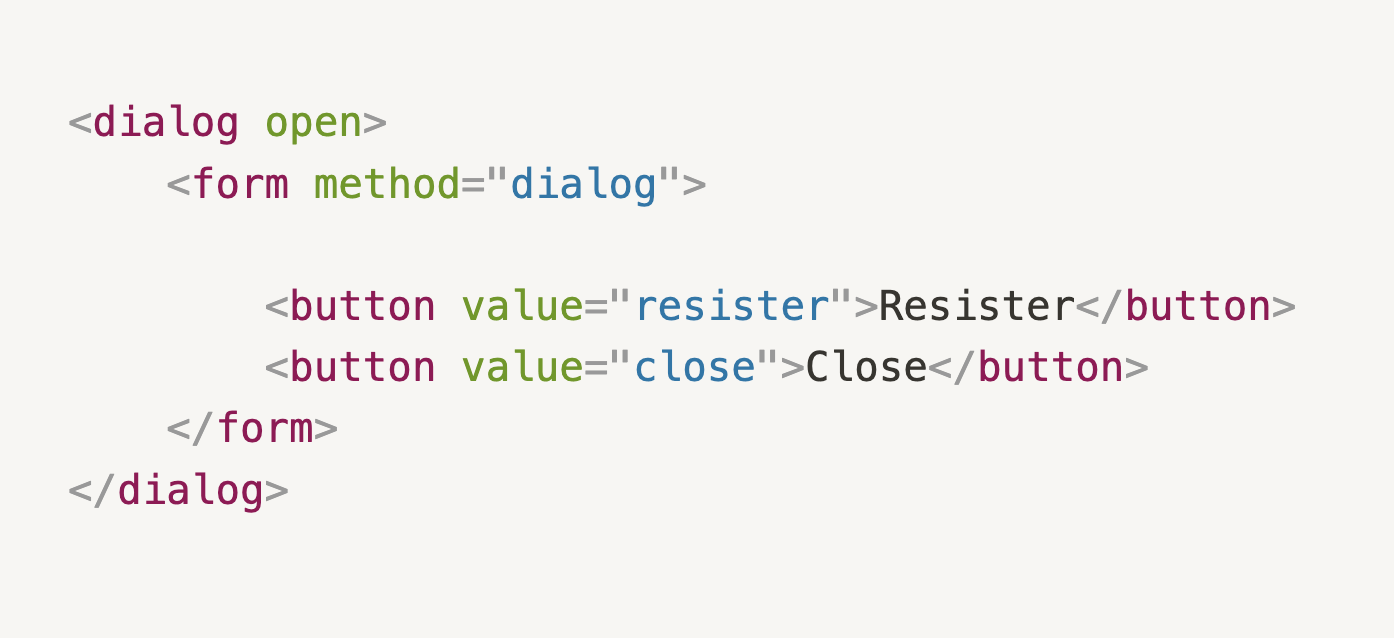 <dialog open>
    <form method="dialog">

        <button value="resister">Resister</button>
        <button value="close">Close</button>
    </form>
</dialog>